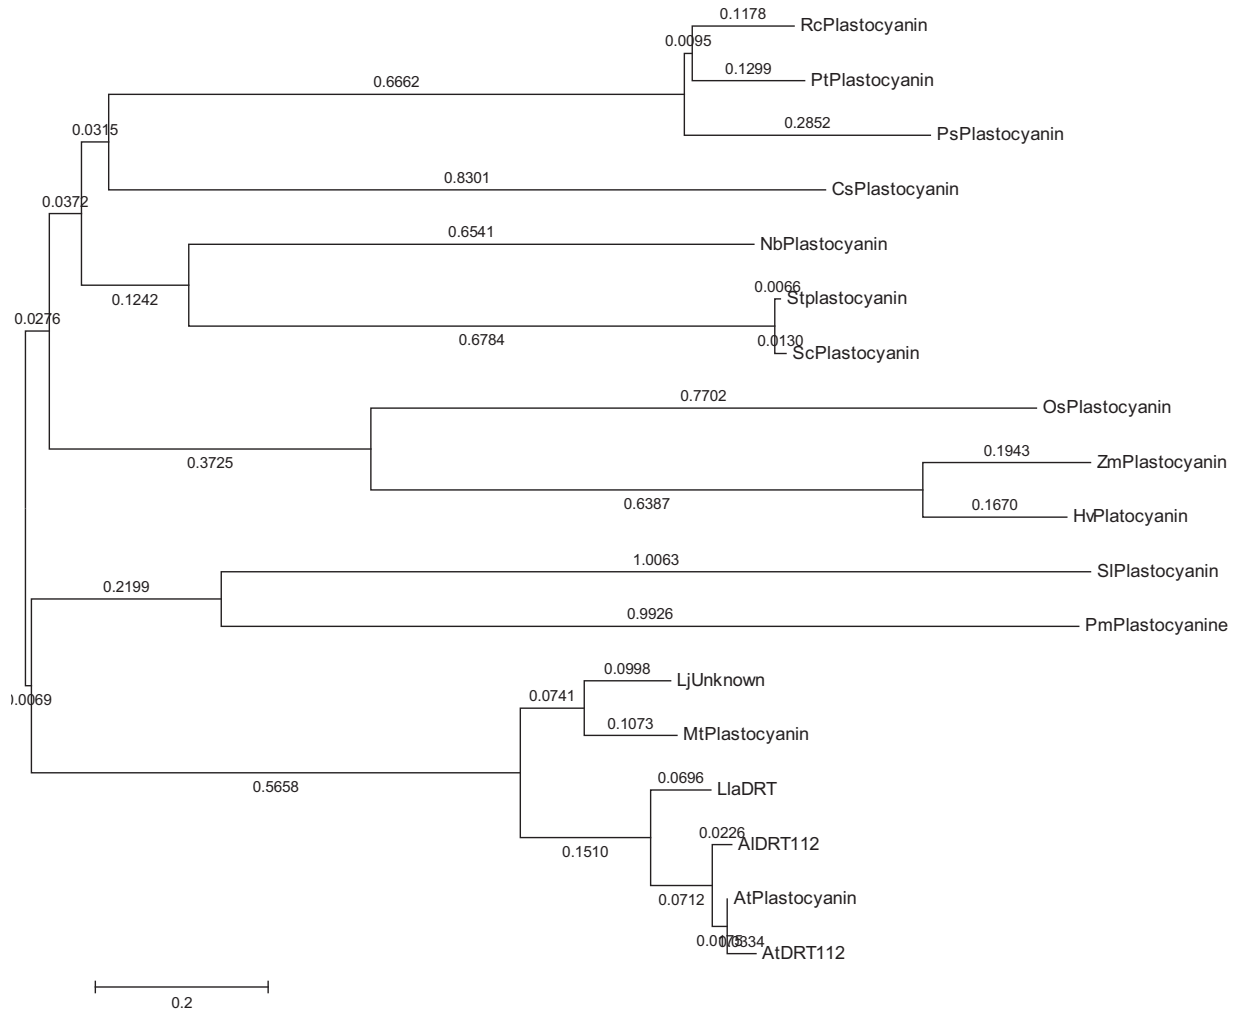 0.1178
RcPlastocyanin
0.0095
0.1299
PtPlastocyanin
0.6662
0.2852
PsPlastocyanin
0.0315
0.8301
CsPlastocyanin
0.0372
0.6541
NbPlastocyanin
0.1242
0.0066
Stplastocyanin
0.6784
0.0130
ScPlastocyanin
0.0276
0.7702
OsPlastocyanin
0.3725
0.1943
ZmPlastocyanin
0.6387
0.1670
HvPlatocyanin
1.0063
SlPlastocyanin
0.2199
0.9926
PmPlastocyanine
0.0069
0.0998
LjUnknown
0.0741
0.1073
MtPlastocyanin
0.5658
0.0696
LlaDRT
0.1510
0.0226
AlDRT112
0.0712
AtPlastocyanin
0.0175
0.0334
AtDRT112
0.2